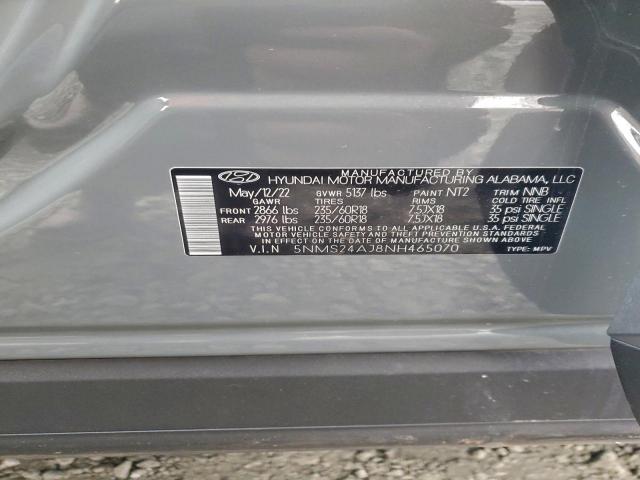 MANUFACTURED BY
HYUNDAI MOTOR MANUFACTURING ALABAMA, LLC
May/12/22 GVWR 5137 lbs PAINT NT2 TRIM NNB
GAWR TIRES RIMS COLD TIRE INFL
FRONT 2866 lbs 235/60R18 7.5JX18 35 psi SINGLE
REAR 2976 lbs 235/60R18 7.5JX18 35 psi SINGLE
THIS VEHICLE CONFORMS TO ALL APPLICABLE U.S.A. FEDERAL
MOTOR VEHICLE SAFETY AND BUMPER AND THEFT
PREVENTION STANDARDS IN EFFECT ON THE DATE OF
MANUFACTURE SHOWN ABOVE.
V.I.N 5NMS24AJ8NH465070 TYPE: MPV